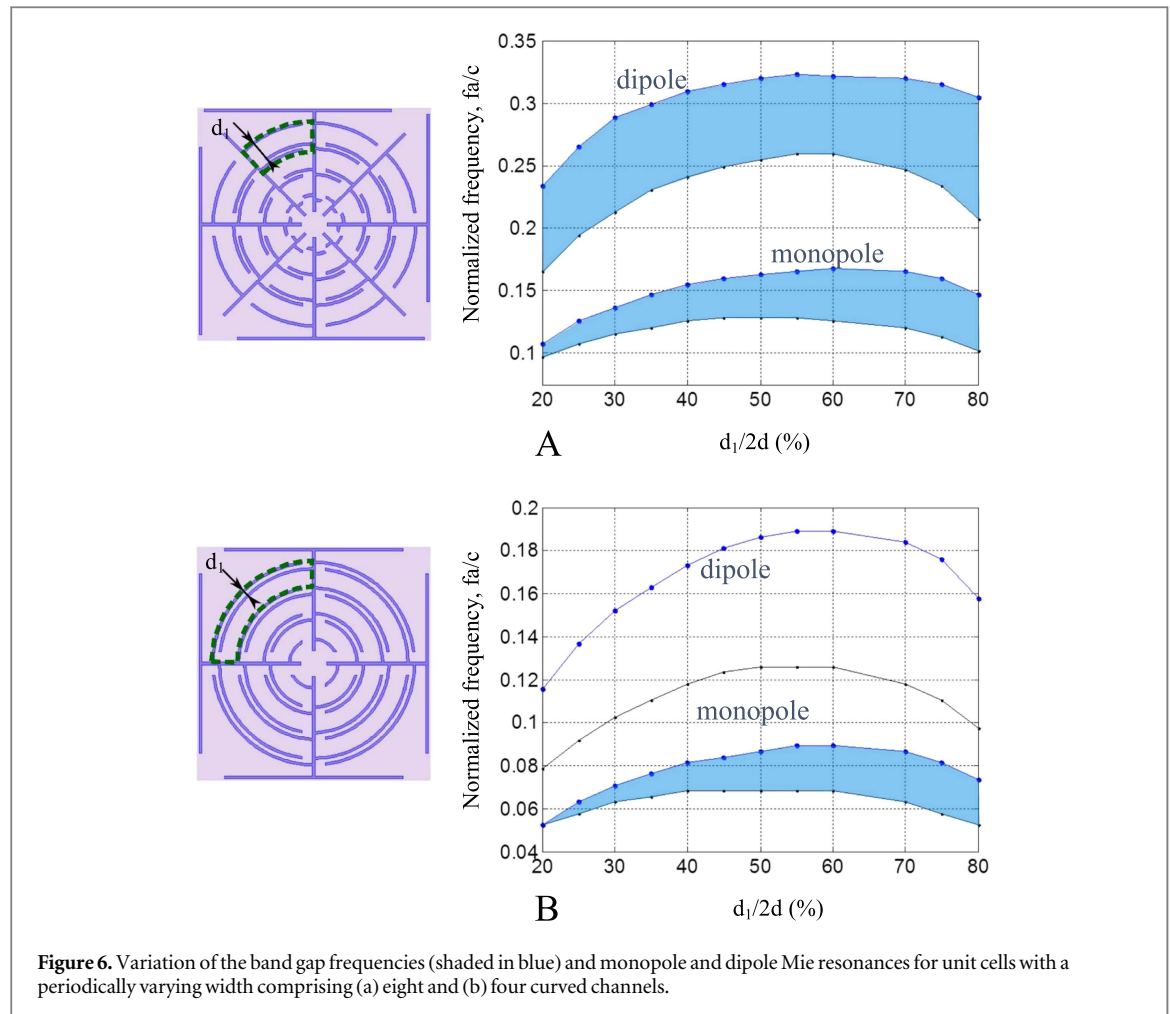 0.35
dipole
0.3
d₁
0.25
Normalized frequency, fa/c
0.2
monopole
0.15
0.1
20 30 40 50 60 70 80
A
d₁/2d (%)
0.2
0.18
d₁
dipole
0.16
0.14
Normalized frequency, fa/c
0.12
monopole
0.1
0.08
0.06
0.04
20 30 40 50 60 70 80
B
d₁/2d (%)
Figure 6. Variation of the band gap frequencies (shaded in blue) and monopole and dipole Mie resonances for unit cells with a
periodically varying width comprising (a) eight and (b) four curved channels.